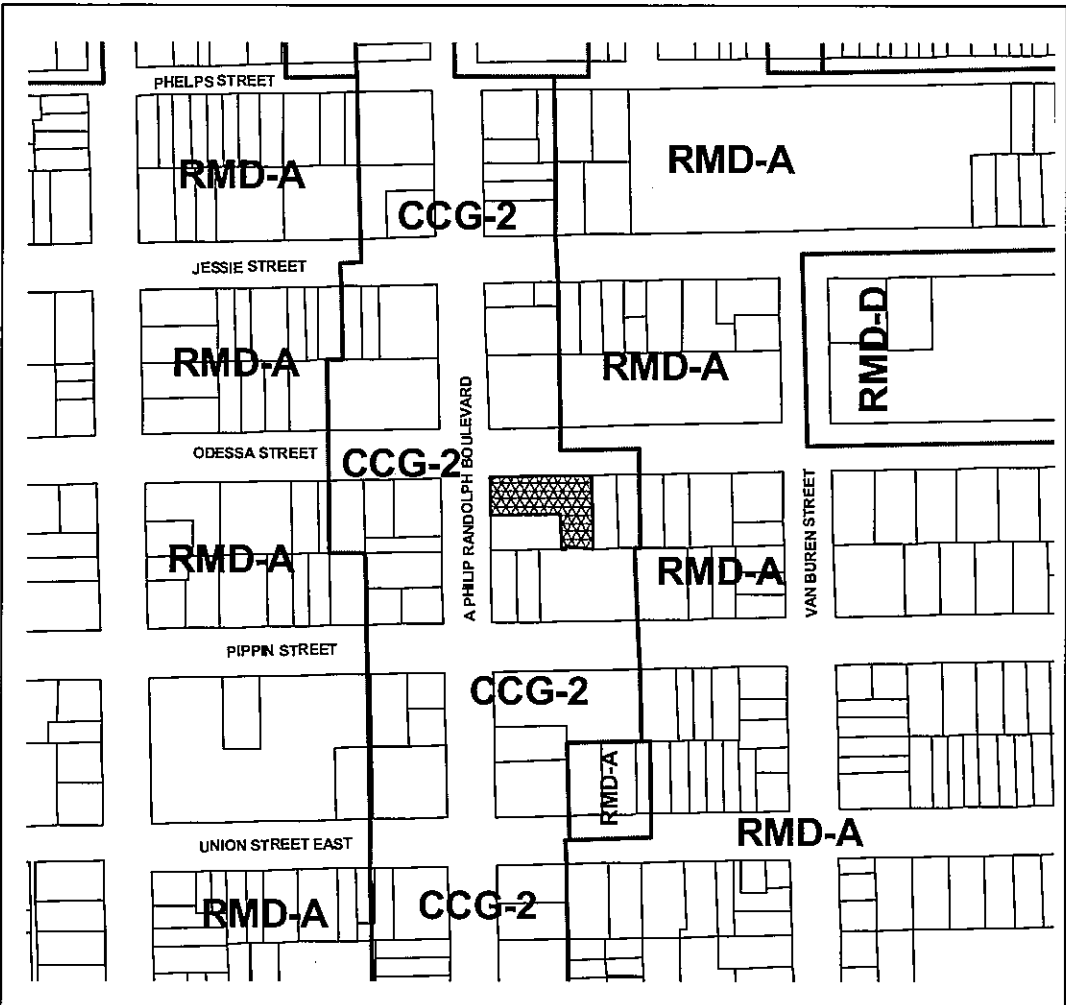 PHELPS STREET
RMD-A
RMD-A
CCG-2
JESSIE STREET
RMD-D
RMD-A
RMD-A
A PHILIP RANDOLPH BOULEVARD
ODESSA STREET
CCG-2
VAN BUREN STREET
RMD-A
RMD-A
PIPPIN STREET
CCG-2
RMD-A
UNION STREET EAST
RMD-A
RMD-A
CCG-2